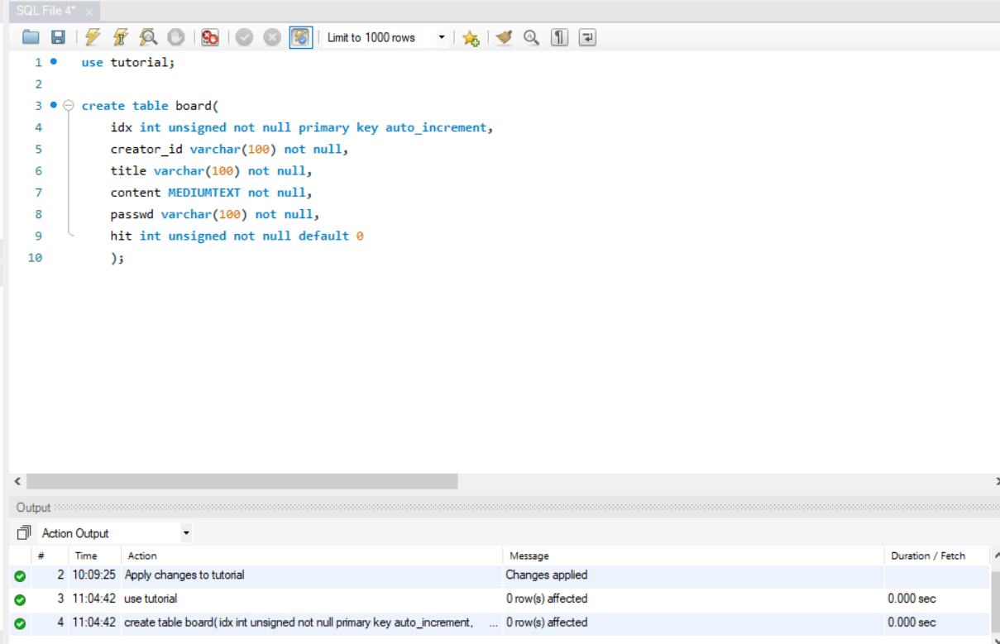 SQL File 4*
Limit to 1000 rows
1 use tutorial;
2
3 create table board(
4 idx int unsigned not null primary key auto_increment,
5 creator_id varchar(100) not null,
6 title varchar(100) not null,
7 content MEDIUMTEXT not null,
8 passwd varchar(100) not null,
9 hit int unsigned not null default 0
10 );
Output
Action Output
# Time Action Message Duration / Fetch
2 10:09:25 Apply changes to tutorial Changes applied
3 11:04:42 use tutorial 0 row(s) affected 0.000 sec
4 11:04:42 create table board( idx int unsigned not null primary key auto_increment, ... 0 row(s) affected 0.000 sec